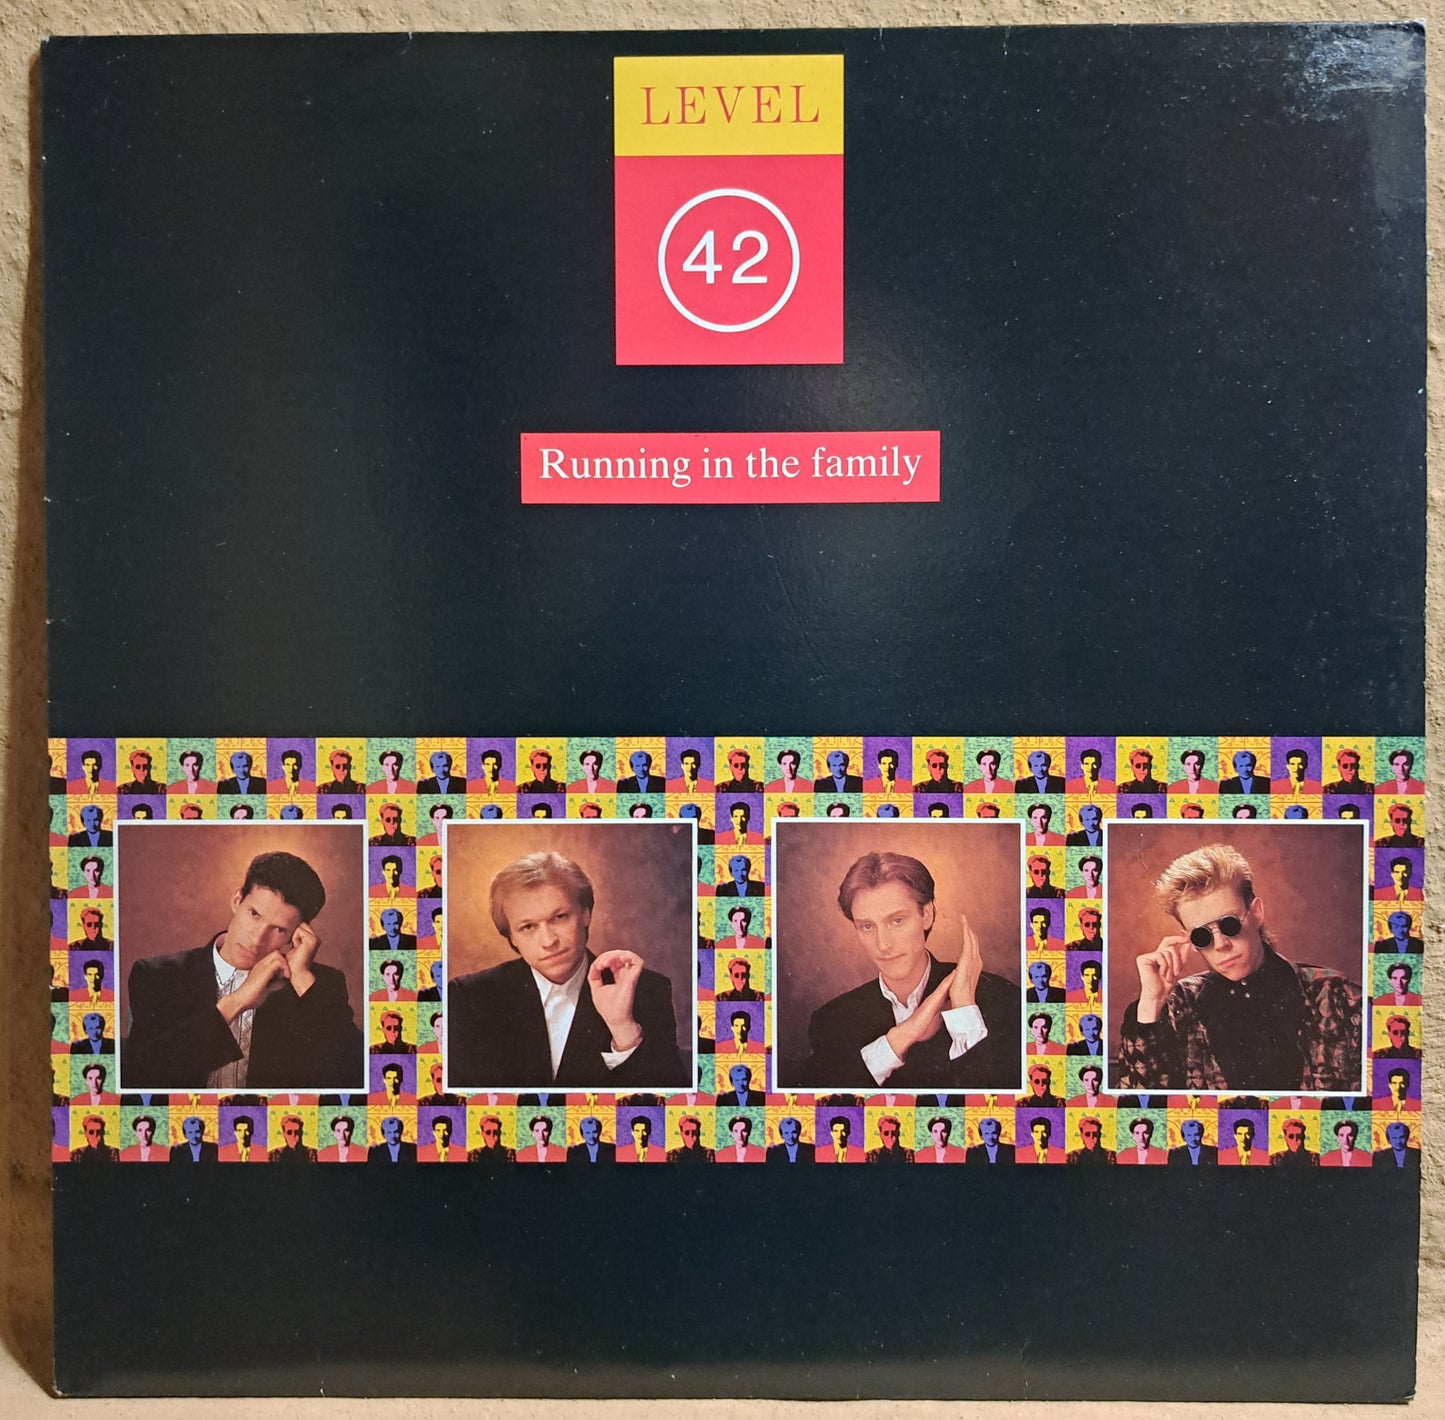 LEVEL
42
Running in the family